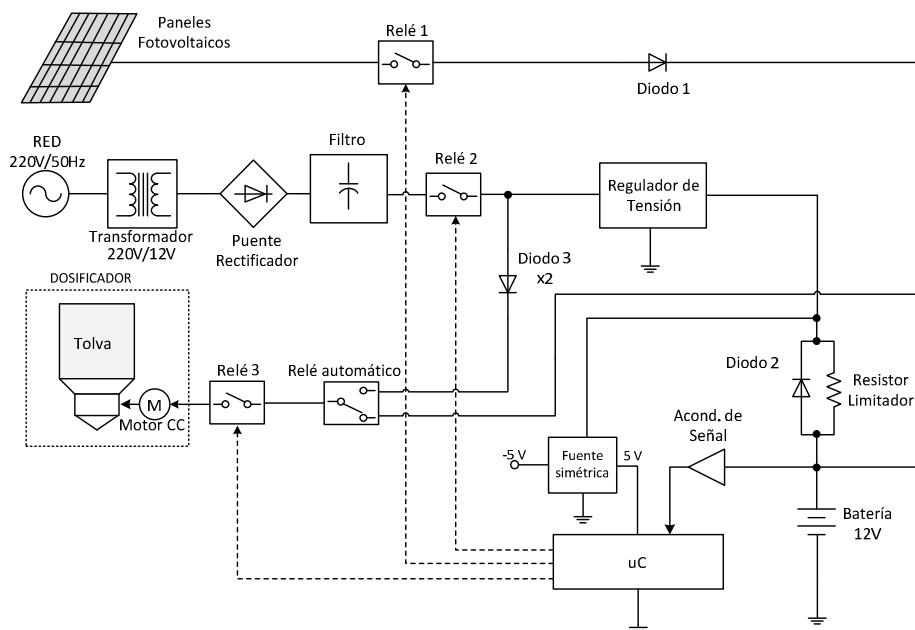 Paneles
Fotovoltaicos
Relé 1
Diodo 1
RED
220V/50Hz
Transformador
220V/12V
Puente
Rectificador
Filtro
Relé 2
Regulador de
Tensión
Diodo 3
x2
DOSIFICADOR
Tolva
M
Motor CC
Relé 3
Relé automático
Diodo 2
Resistor
Limitador
Acond. de
Señal
-5 V
Fuente
simétrica
5 V
Batería
12V
uC